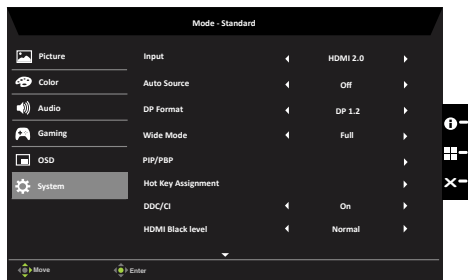 Mode - Standard
Picture
Color
Audio
Gaming
OSD
System
Input HDMI 2.0
Auto Source Off
DP Format DP 1.2
Wide Mode Full
PIP/PBP
Hot Key Assignment
DDC/CI On
HDMI Black level Normal
Move Enter